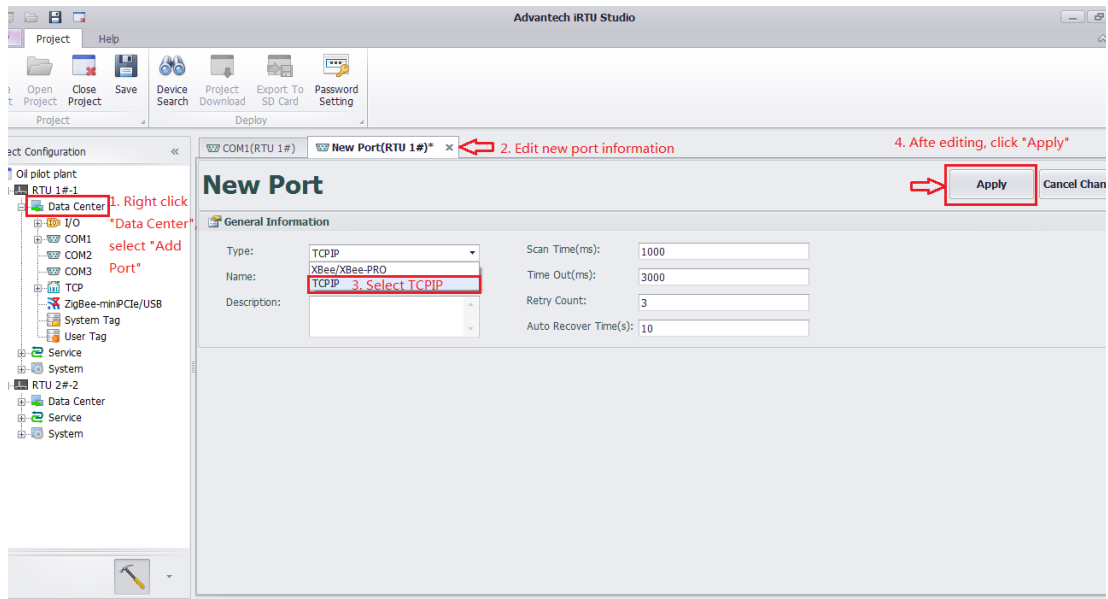 Advantech iRTU Studio
Project Help
Open Project
Close Project
Save
Device Search
Project Download
Export To SD Card
Password Setting
Project
Deploy
ect Configuration «
COM1(RTU 1#)
New Port(RTU 1#)* ×
2. Edit new port information
4. Afte editing, click "Apply"
Oil pilot plant
RTU 1#-1
Data Center
I/O
COM1
COM2
COM3
TCP
ZigBee-miniPCIe/USB
System Tag
User Tag
Service
System
RTU 2#-2
Data Center
Service
System
1. Right click
"Data Center",
select "Add
Port"
New Port
Apply
Cancel Chan
General Information
Type: TCPIP
XBee/XBee-PRO
TCPIP 3. Select TCPIP
Name:
Description:
Scan Time(ms): 1000
Time Out(ms): 3000
Retry Count: 3
Auto Recover Time(s): 10